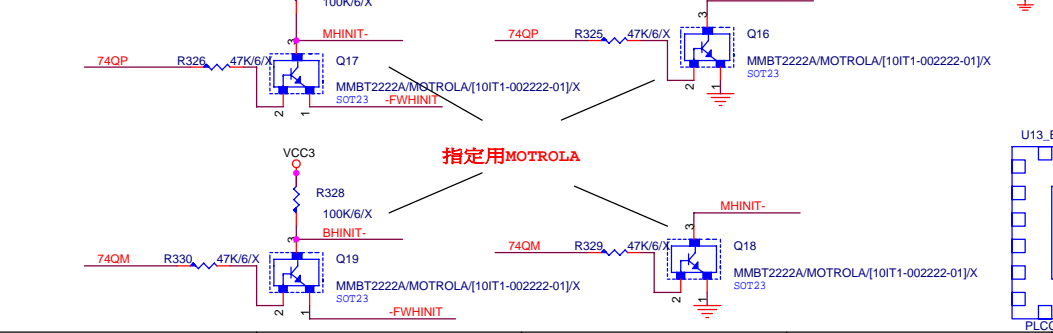 100K/6/X
3
MHINIT-
74QP
R326
47K/6/X
Q17
MMBT2222A/MOTROLA/[10IT1-002222-01]/X
SOT23
-FWHINIT
2
1
3
74QP
R325
47K/6/X
Q16
MMBT2222A/MOTROLA/[10IT1-002222-01]/X
SOT23
2
1
指定用MOTROLA
VCC3
R328
100K/6/X
3
BHINIT-
74QM
R330
47K/6/X
Q19
MMBT2222A/MOTROLA/[10IT1-002222-01]/X
SOT23
2
1
-FWHINIT
MHINIT-
3
74QM
R329
47K/6/X
Q18
MMBT2222A/MOTROLA/[10IT1-002222-01]/X
SOT23
2
1